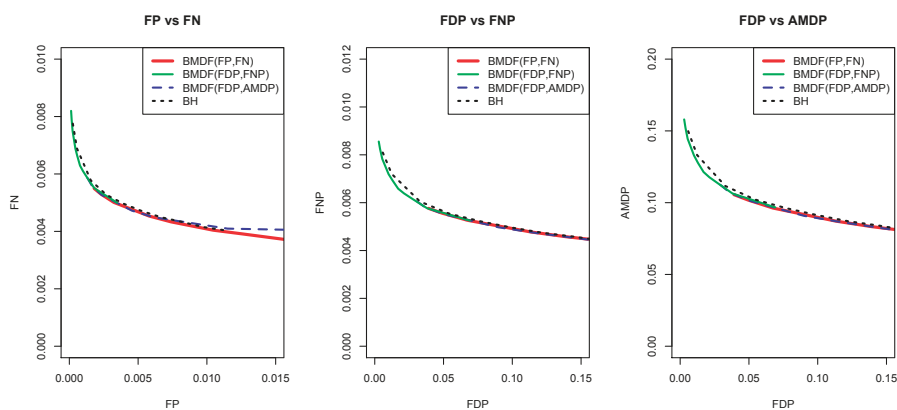 FP vs FN
0.000 0.002 0.004 0.006 0.008 0.010
FN
BMDF(FP,FN)
BMDF(FDP,FNP)
BMDF(FDP,AMDP)
BH
0.000 0.005 0.010 0.015
FP
FDP vs FNP
0.000 0.002 0.004 0.006 0.008 0.010 0.012
FNP
BMDF(FP,FN)
BMDF(FDP,FNP)
BMDF(FDP,AMDP)
BH
0.00 0.05 0.10 0.15
FDP
FDP vs AMDP
0.00 0.05 0.10 0.15 0.20
AMDP
BMDF(FP,FN)
BMDF(FDP,FNP)
BMDF(FDP,AMDP)
BH
0.00 0.05 0.10 0.15
FDP